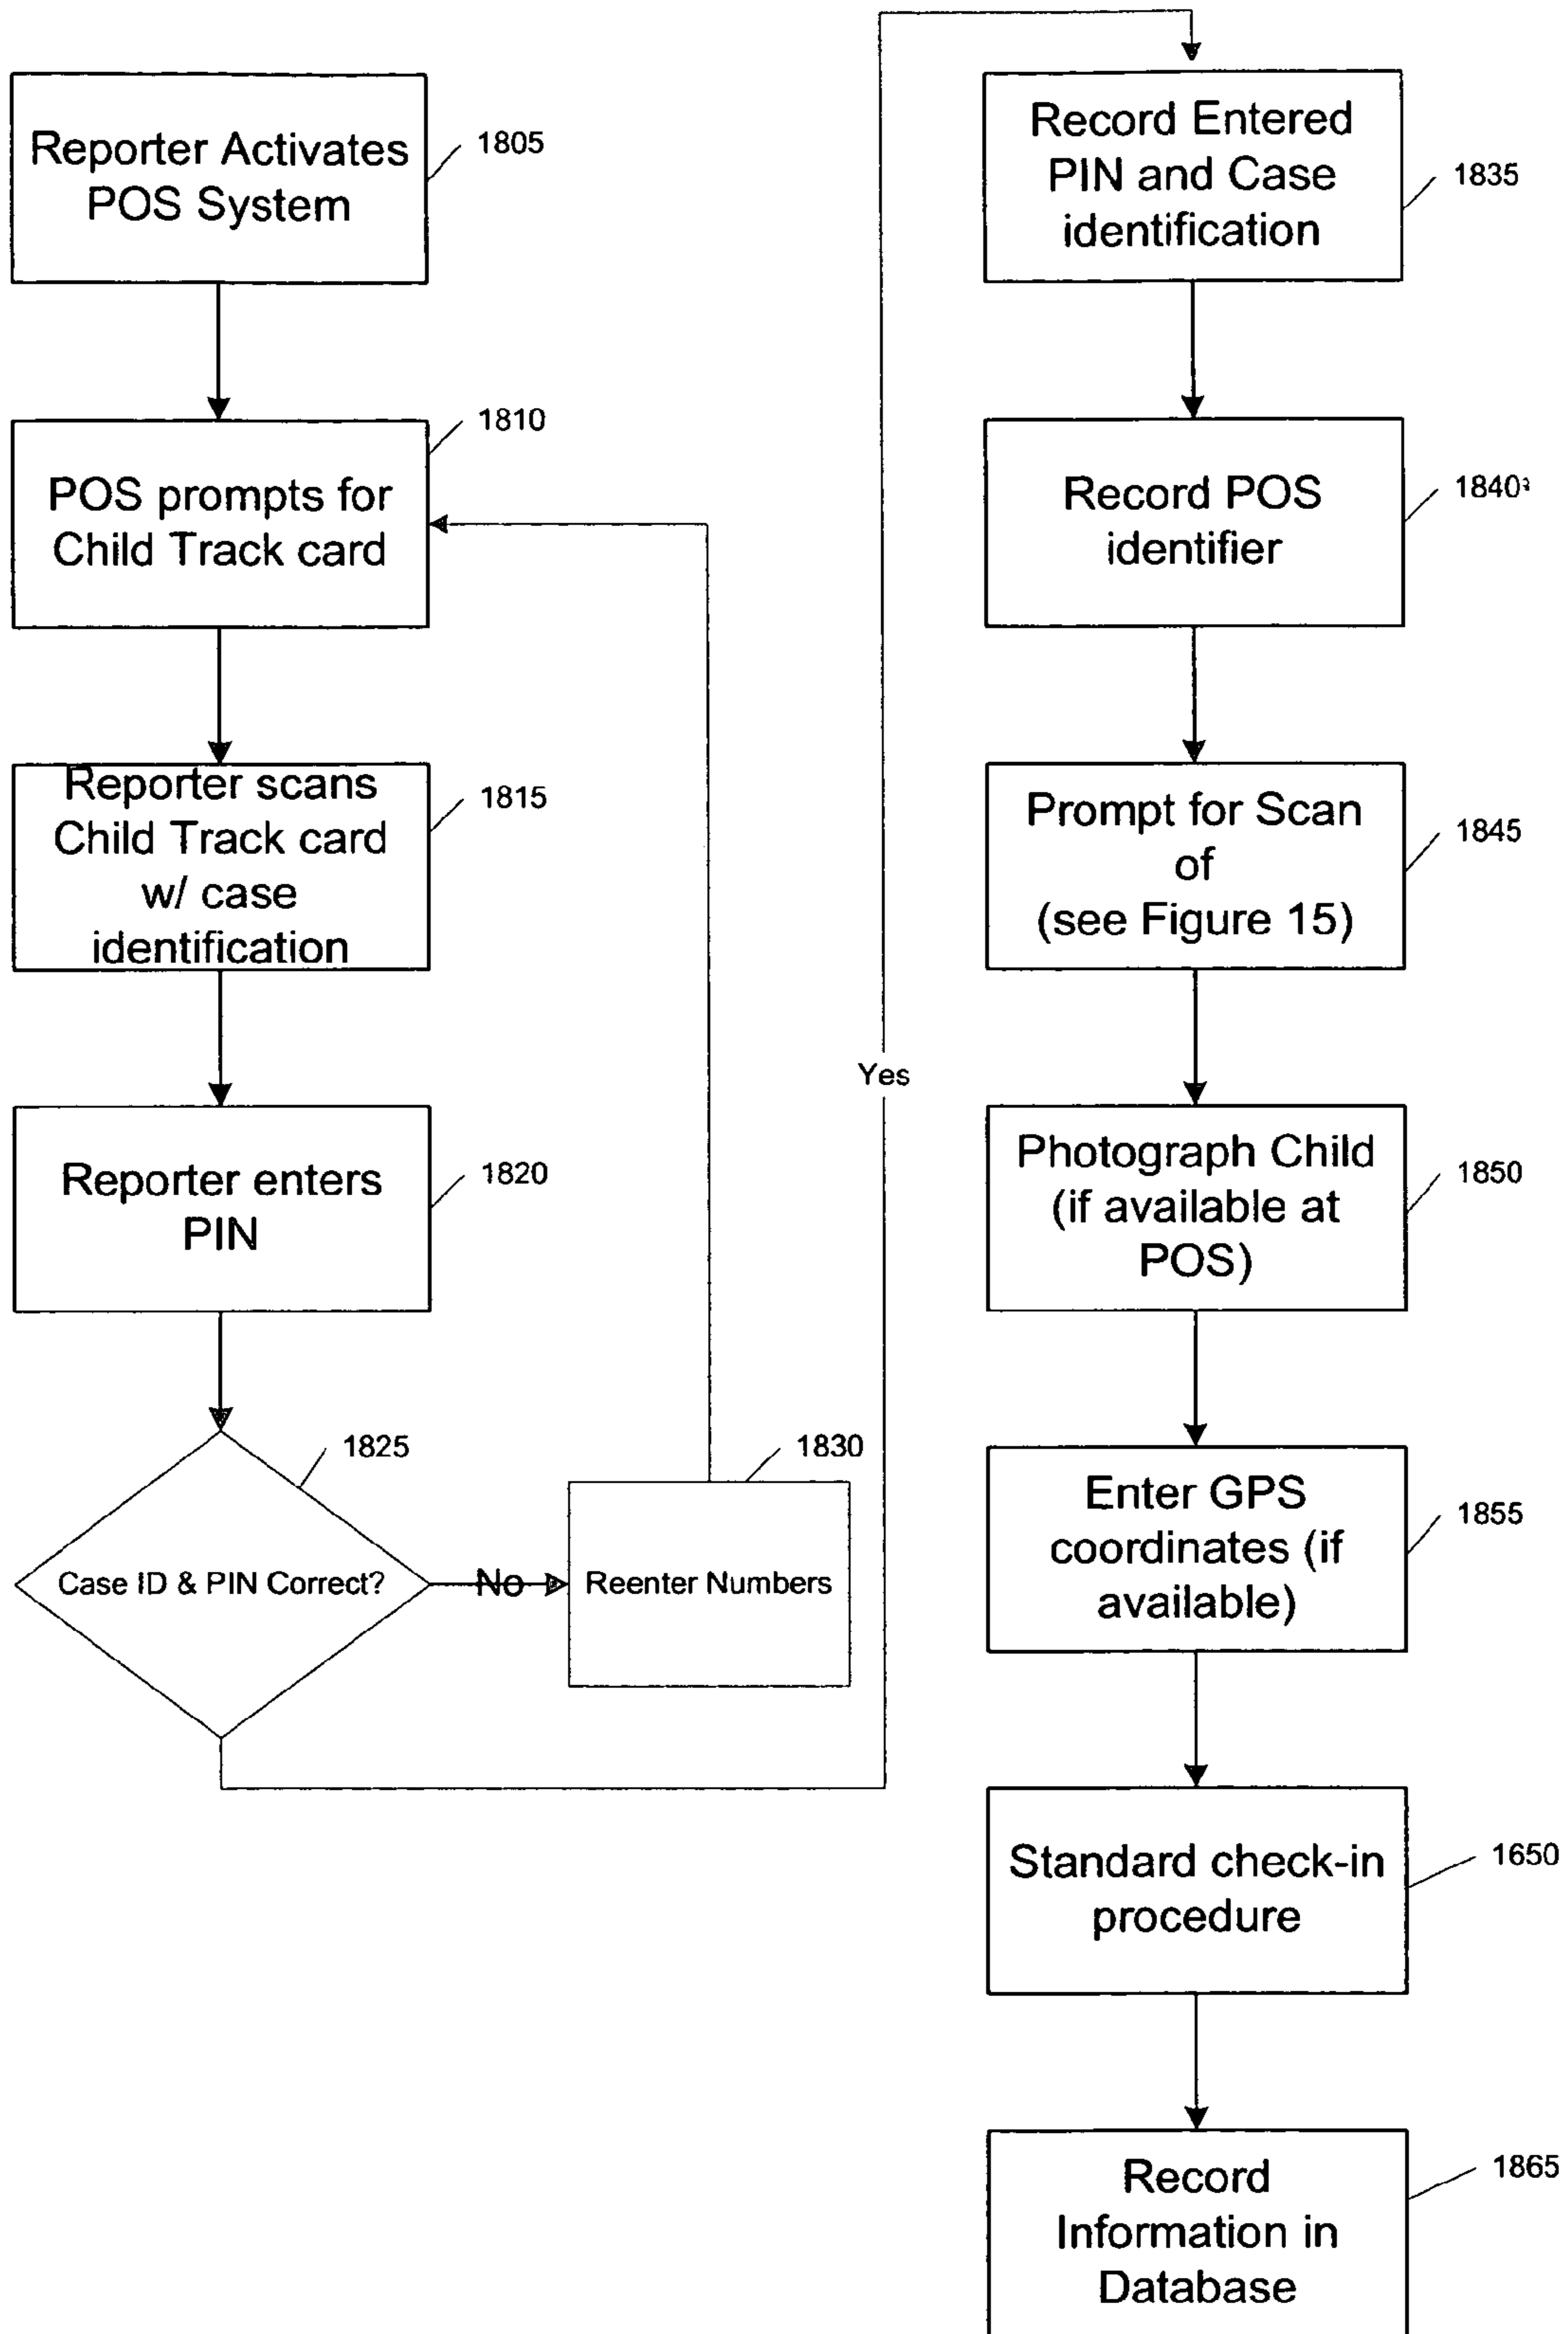 Reporter Activates
POS System
1805
POS prompts for
Child Track card
1810
Reporter scans
Child Track card
w/ case
identification
1815
Reporter enters
PIN
1820
Case ID & PIN Correct?
1825
No
Reenter Numbers
1830
Yes
Record Entered
PIN and Case
identification
1835
Record POS
identifier
1840
Prompt for Scan
of
(see Figure 15)
1845
Photograph Child
(if available at
POS)
1850
Enter GPS
coordinates (if
available)
1855
Standard check-in
procedure
1650
Record
Information in
Database
1865